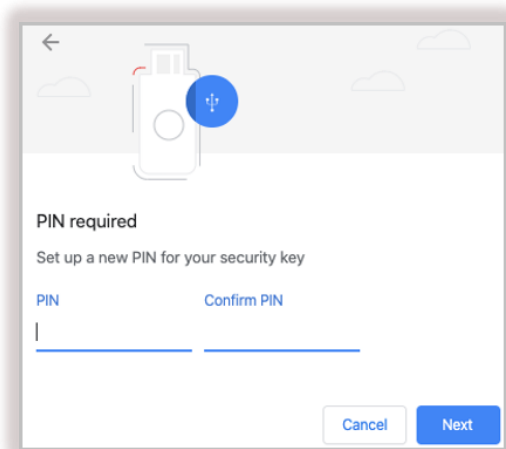 PIN required
Set up a new PIN for your security key
PIN Confirm PIN
Cancel Next